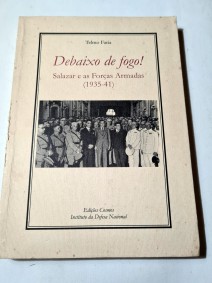 Telmo Faria
Debaixo de fogo!
Salazar e as Forças Armadas
(1935-41)
Edições Cosmos
Instituto da Defesa Nacional